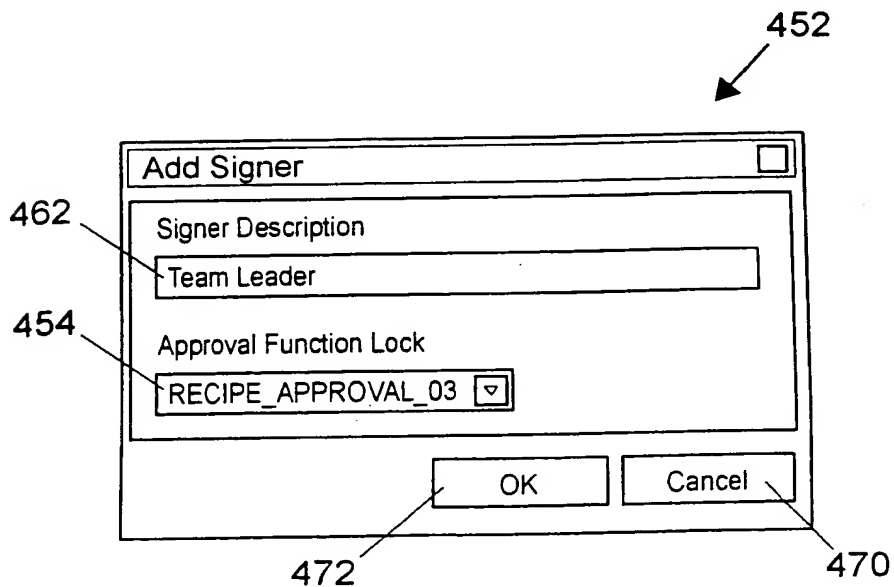 452
Add Signer
462
Signer Description
Team Leader
454
Approval Function Lock
RECIPE_APPROVAL_03
OK
Cancel
472
470